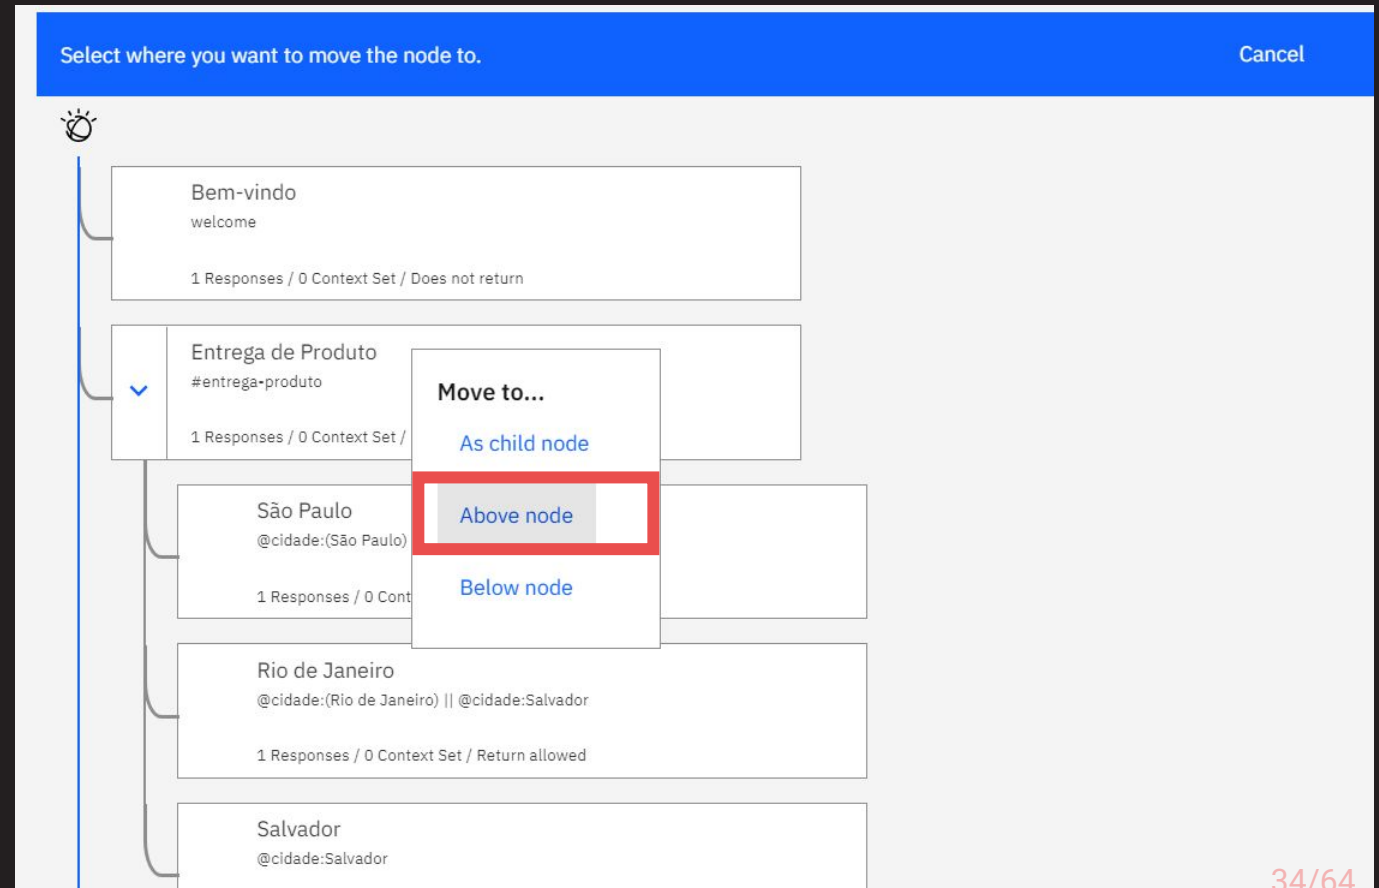 Select where you want to move the node to.
Cancel
Bem-vindo
welcome
1 Responses / 0 Context Set / Does not return
Entrega de Produto
#entrega-produto
1 Responses / 0 Context Set /
Move to...
As child node
Above node
Below node
São Paulo
@cidade:(São Paulo)
1 Responses / 0 Cont
Rio de Janeiro
@cidade:(Rio de Janeiro) || @cidade:Salvador
1 Responses / 0 Context Set / Return allowed
Salvador
@cidade:Salvador
34/64